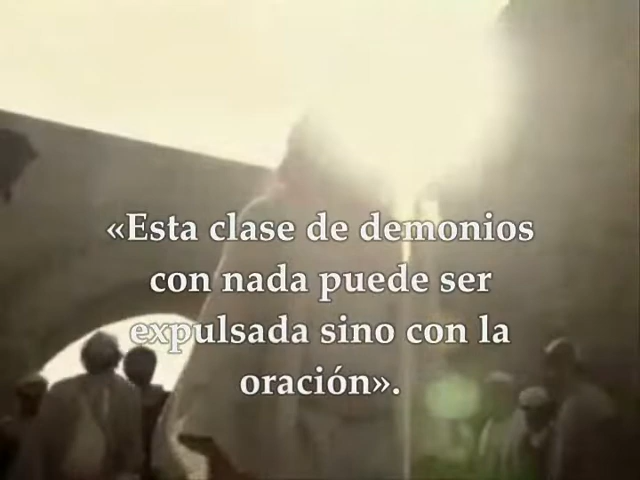 «Esta clase de demonios
con nada puede ser
expulsada sino con la
oración».